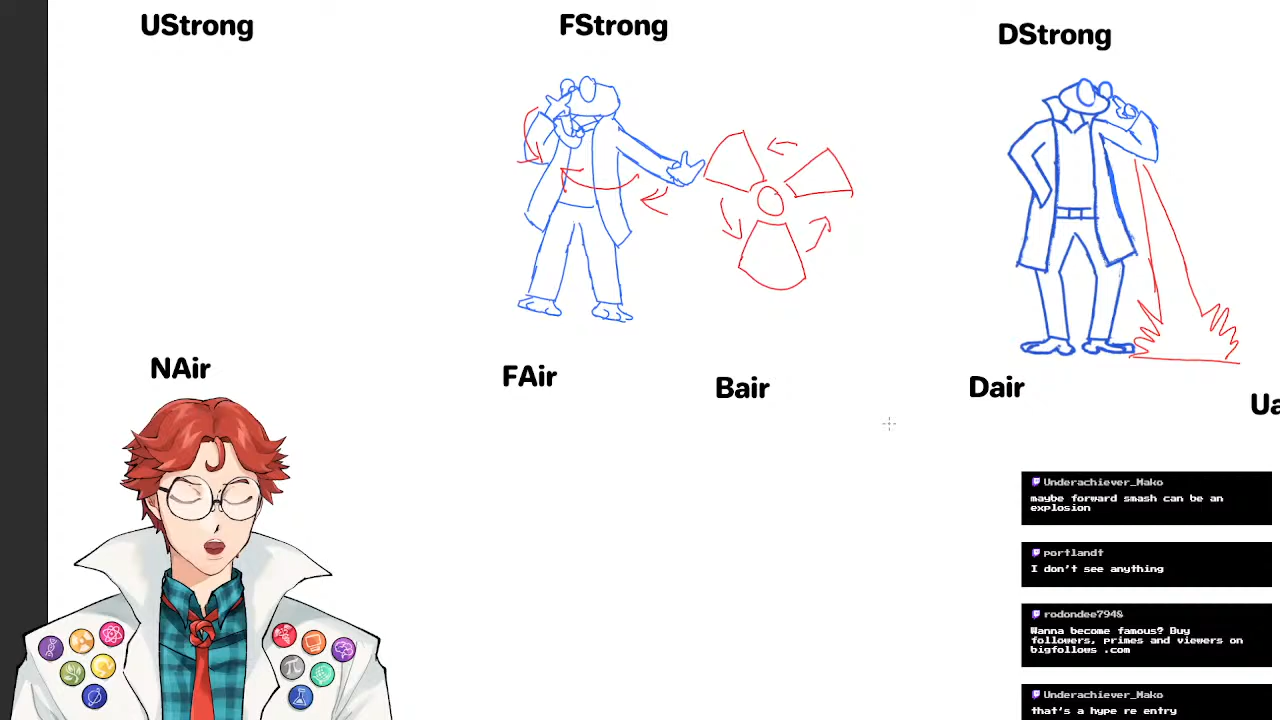 UStrong
FStrong
DStrong
NAir
FAir
Bair
Dair
Ua
Underachiever_Mako
maybe forward smash can be an
explosion
portlandt
I don't see anything
rodondee7940
Wanna become famous? Buy
followers, primes and viewers on
bigfollows .com
Underachiever_Mako
that's a hype re entry
π